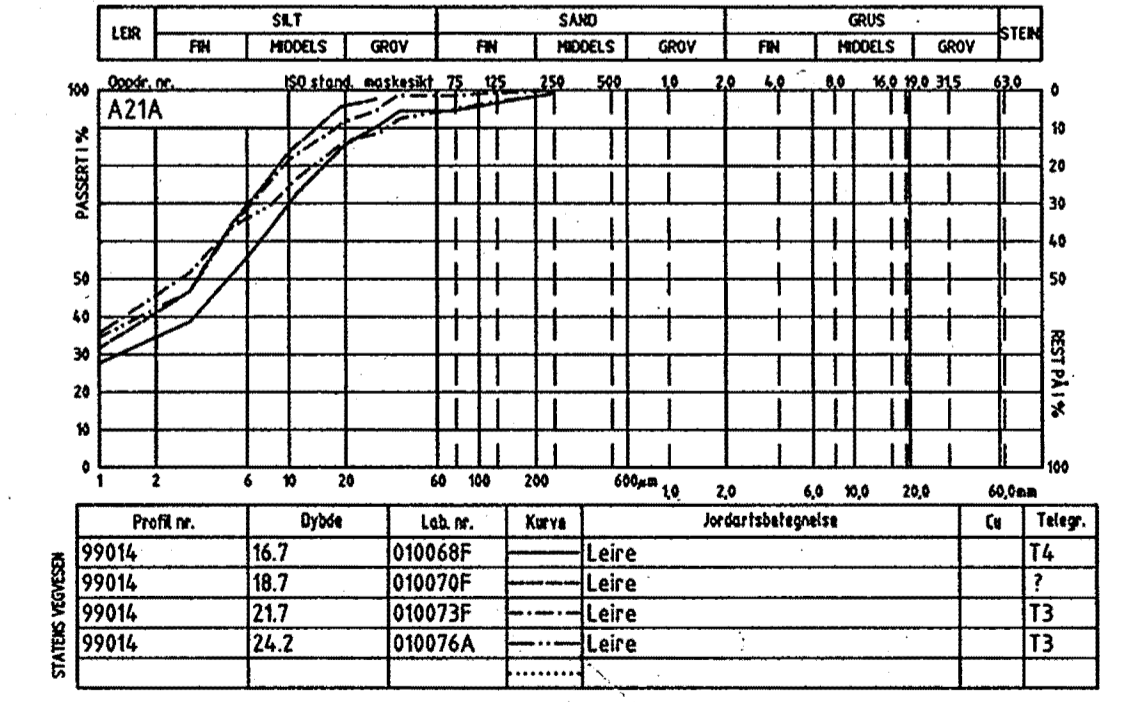 LEIR SILT SAND GRUS STEIN
FIN MIDDELS GROV FIN MIDDELS GROV FIN MIDDELS GROV
Oppdr. nr. ISO stand. maskesikt 75 125 250 500 1,0 2,0 4,0 8,0 16,0 19,0 31,5 63,0
A21A
PASSERT I %
100
50
40
30
20
10
0
0
10
20
30
40
50
100
REST PÅ I %
1 2 6 10 20 60 100 200 600µm
1,0 2,0 6,0 10,0 20,0 60,0mm
Profil nr. Dybde Lab. nr. Kurve Jordartsbetegnelse Cu Telegr.
99014 16.7 010068F Leire T4
99014 18.7 010070F Leire ?
99014 21.7 010073F Leire T3
99014 24.2 010076A Leire T3
STATENS VEGVESEN